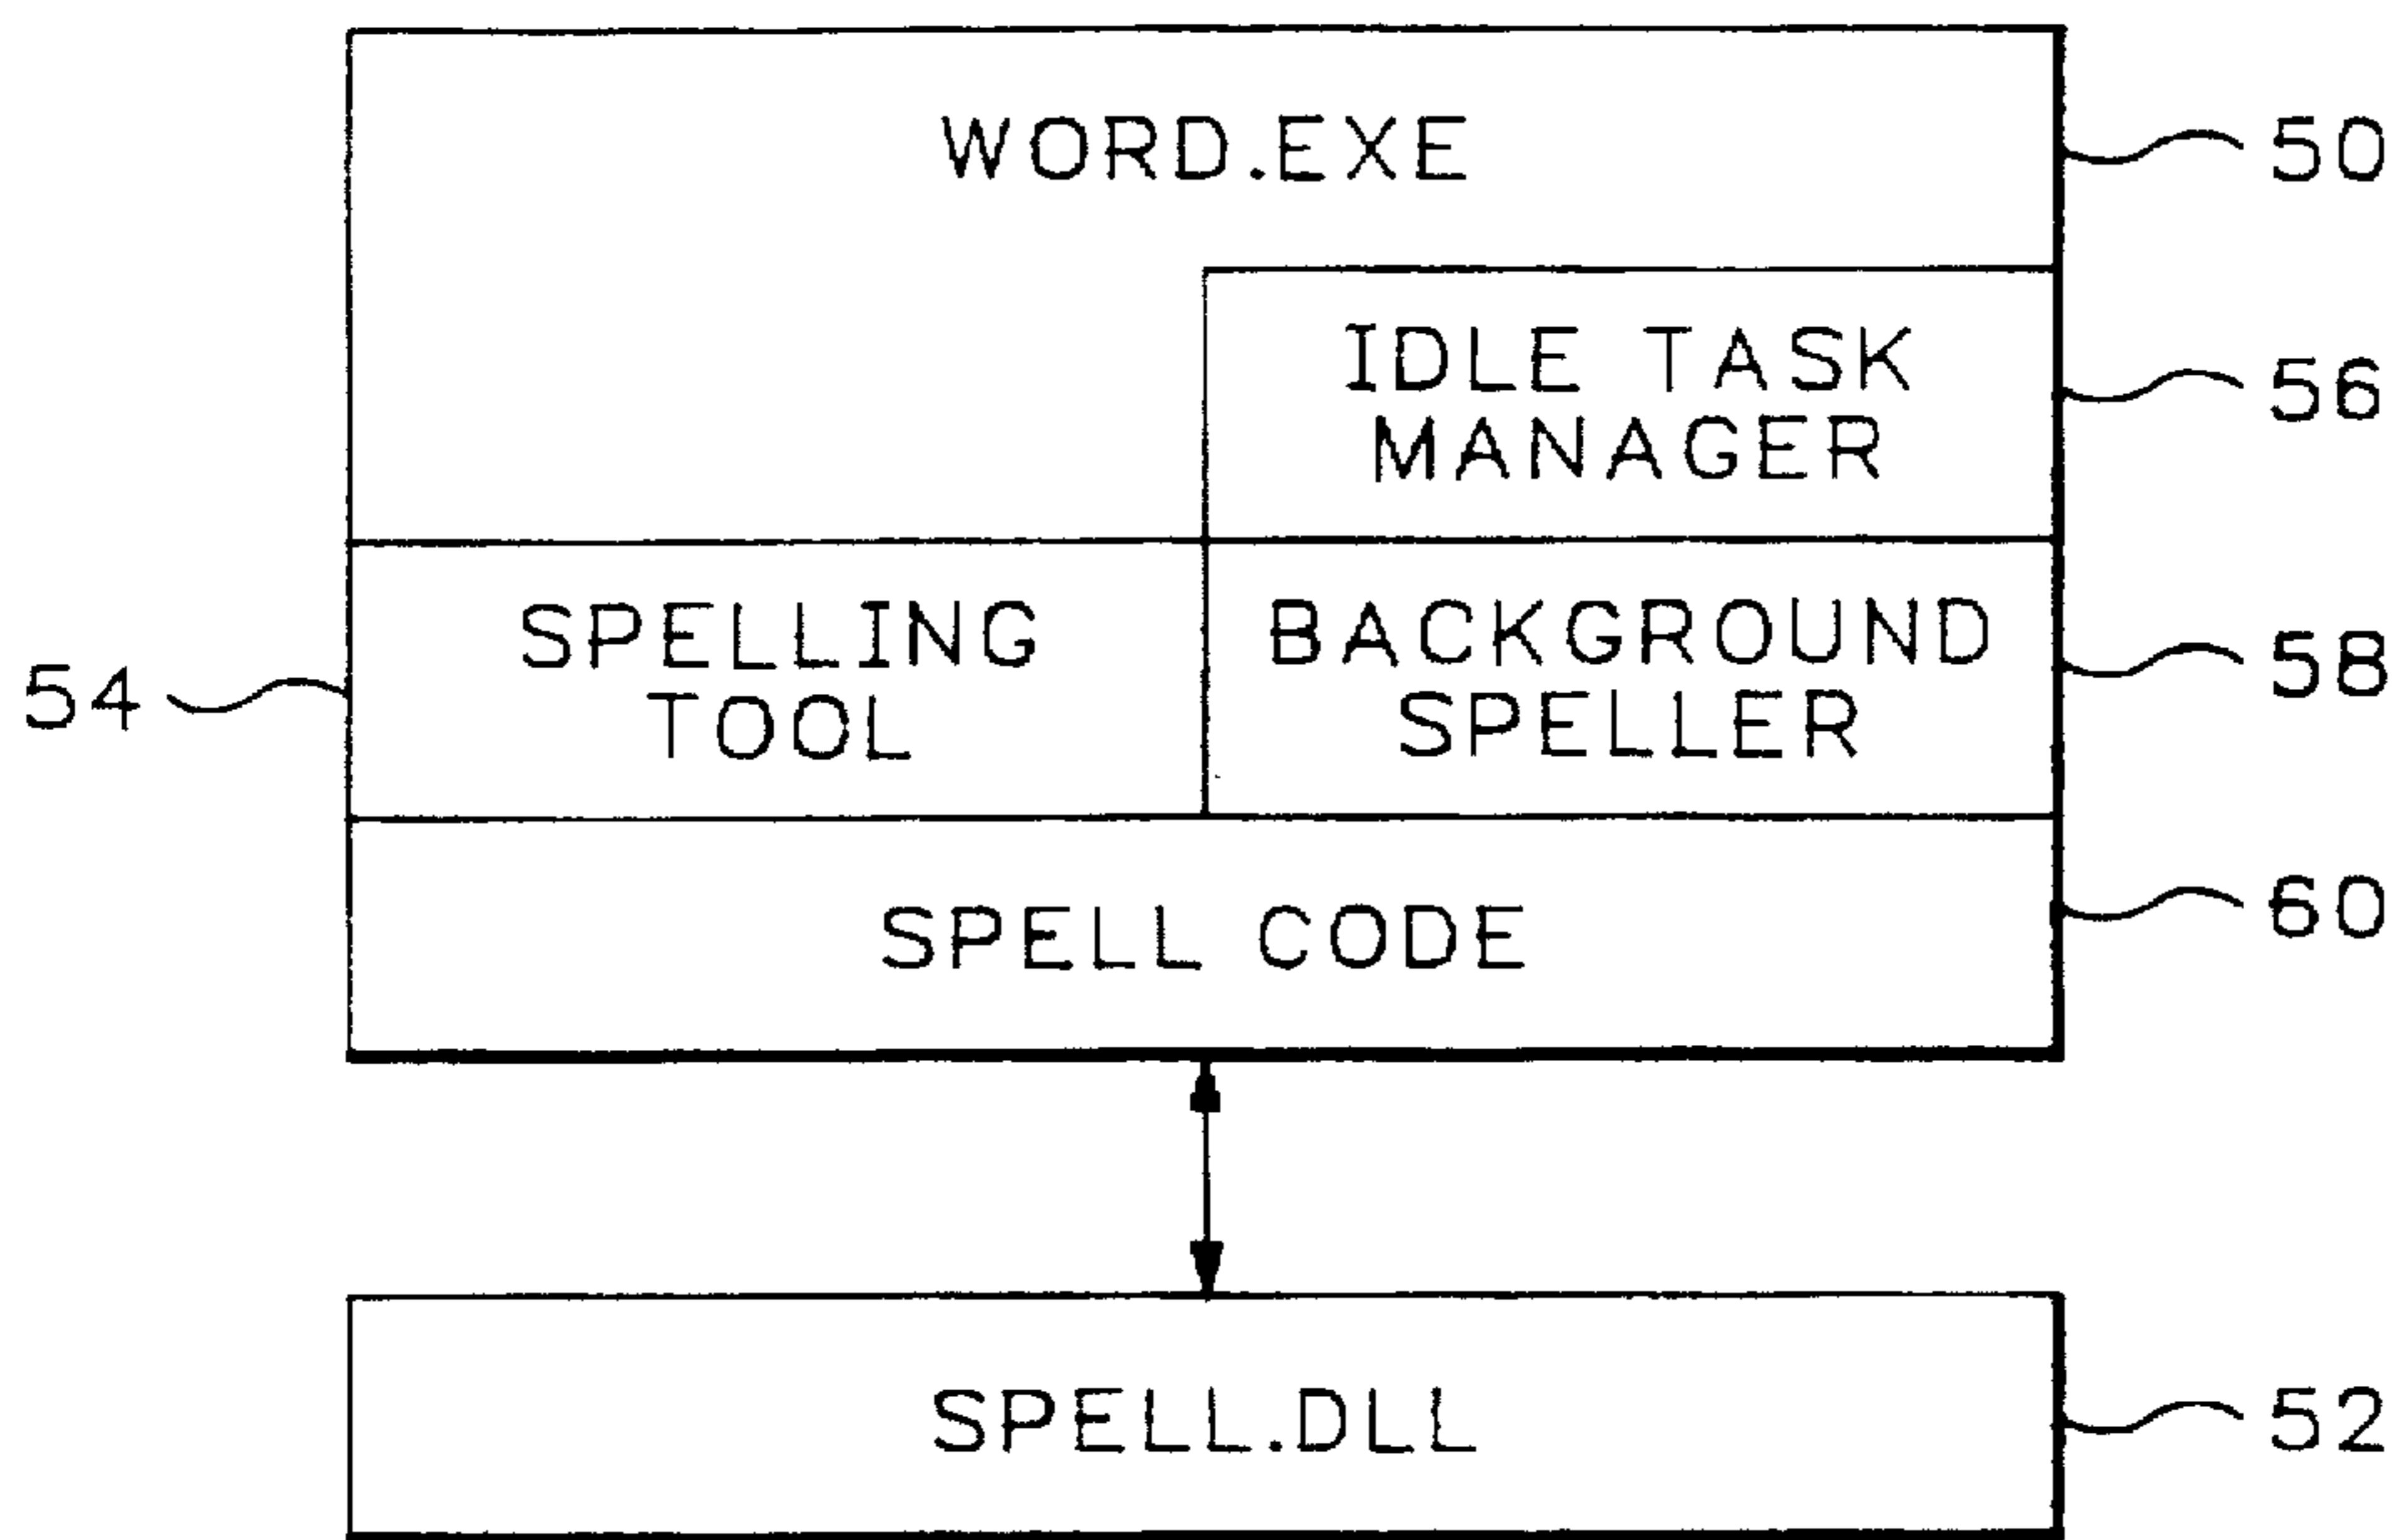 WORD.EXE
50
IDLE TASK
MANAGER
56
SPELLING
TOOL
54
BACKGROUND
SPELLER
58
SPELL CODE
60
SPELL.DLL
52